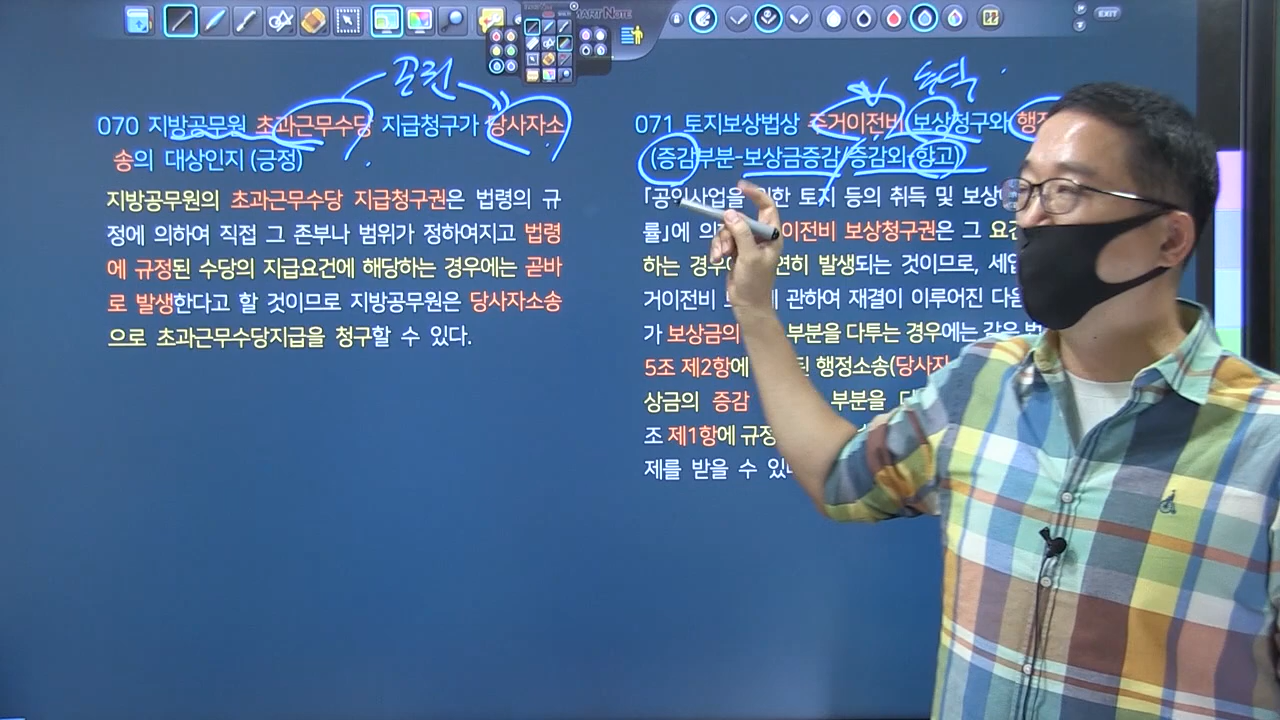 SMART NOTE
EXIT
공권
070 지방공무원 초과근무수당 지급청구가 당사자소
송의 대상인지 (긍정)
지방공무원의 초과근무수당 지급청구권은 법령의 규
정에 의하여 직접 그 존부나 범위가 정하여지고 법령
에 규정된 수당의 지급요건에 해당하는 경우에는 곧바
로 발생한다고 할 것이므로 지방공무원은 당사자소송
으로 초과근무수당지급을 청구할 수 있다.
071 토지보상법상 주거이전비 보상청구와 행정
(증감부분-보상금증감/증감외-항고)
「공익사업을 위한 토지 등의 취득 및 보상
률」에 의 이전비 보상청구권은 그 요건
하는 경우에 연히 발생되는 것이므로, 세입
거이전비 보 에 관하여 재결이 이루어진 다음
가 보상금의 부분을 다투는 경우에는 같은 법
5조 제2항에 된 행정소송(당사자
상금의 증감 부분을 다
조 제1항에 규정
제를 받을 수 있다